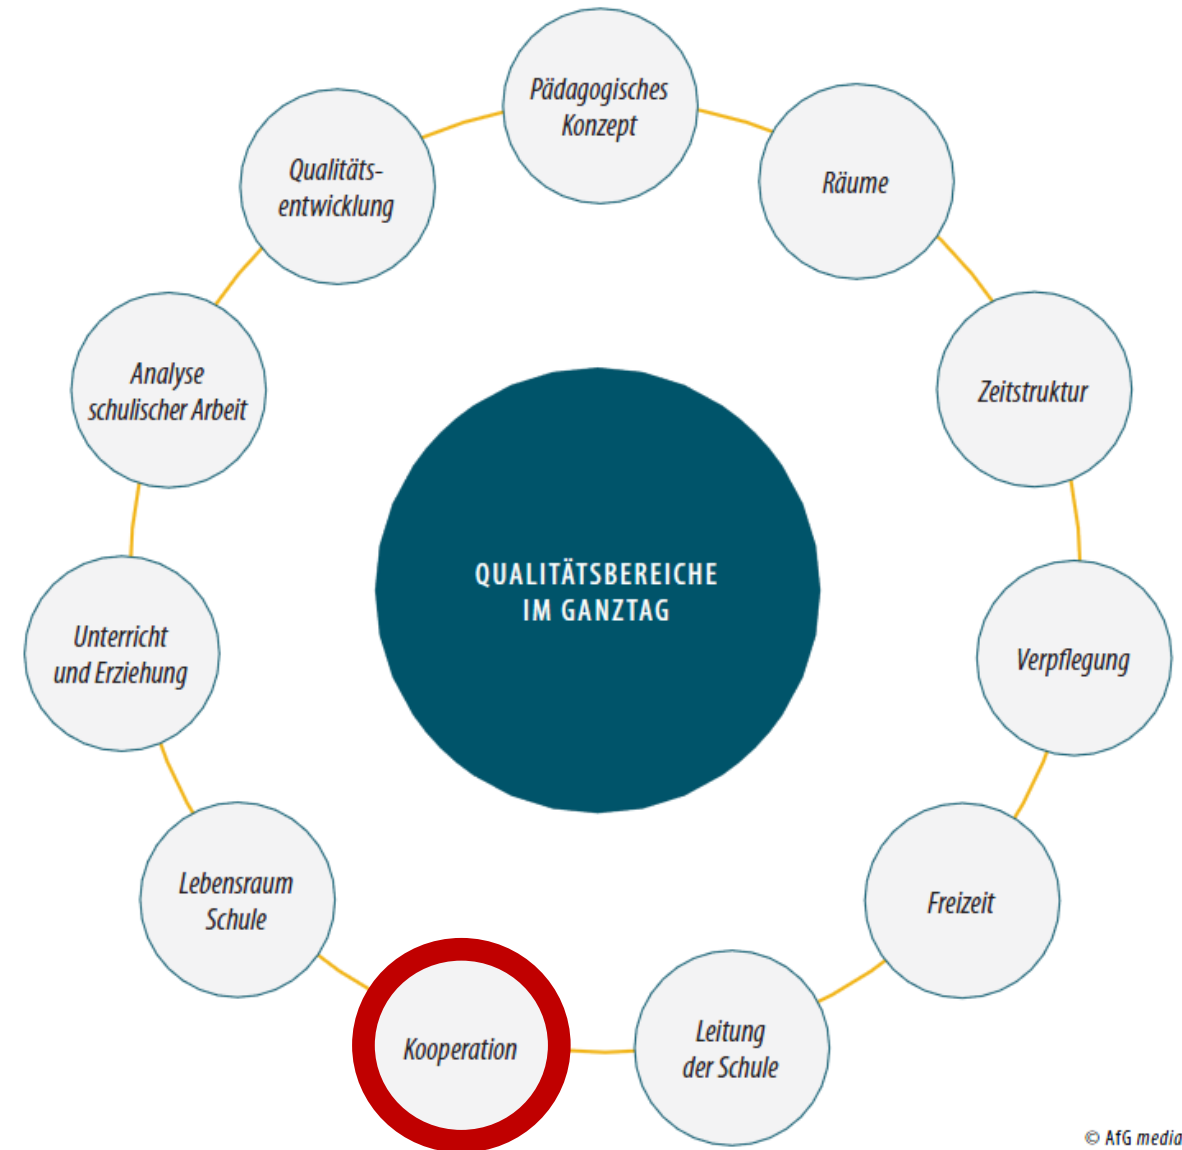 Pädagogisches
Konzept
Räume
Zeitstruktur
Verpflegung
Freizeit
Leitung
der Schule
Kooperation
Lebensraum
Schule
Unterricht
und Erziehung
Analyse
schulischer Arbeit
Qualitäts-
entwicklung
QUALITÄTSBEREICHE
IM GANZTAG
© AfG media